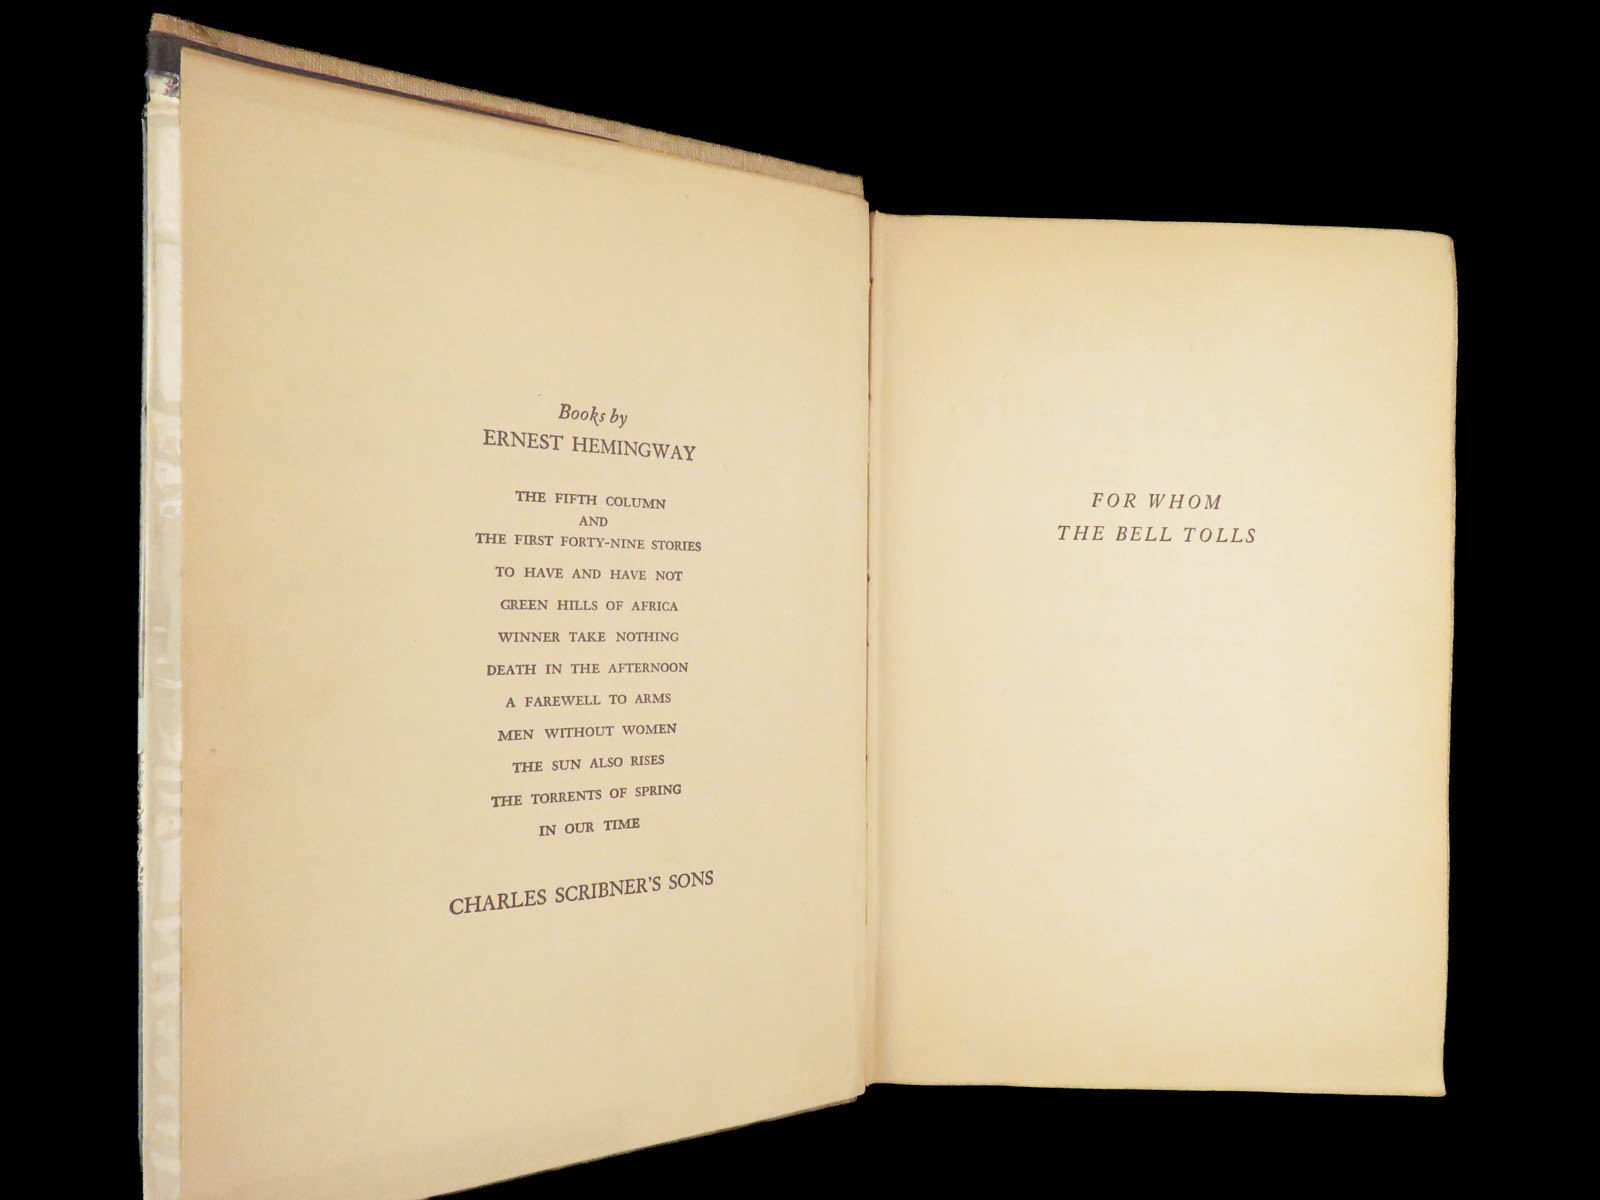 Books by
ERNEST HEMINGWAY
THE FIFTH COLUMN
AND
THE FIRST FORTY-NINE STORIES
TO HAVE AND HAVE NOT
GREEN HILLS OF AFRICA
WINNER TAKE NOTHING
DEATH IN THE AFTERNOON
A FAREWELL TO ARMS
MEN WITHOUT WOMEN
THE SUN ALSO RISES
THE TORRENTS OF SPRING
IN OUR TIME
CHARLES SCRIBNER'S SONS
FOR WHOM
THE BELL TOLLS